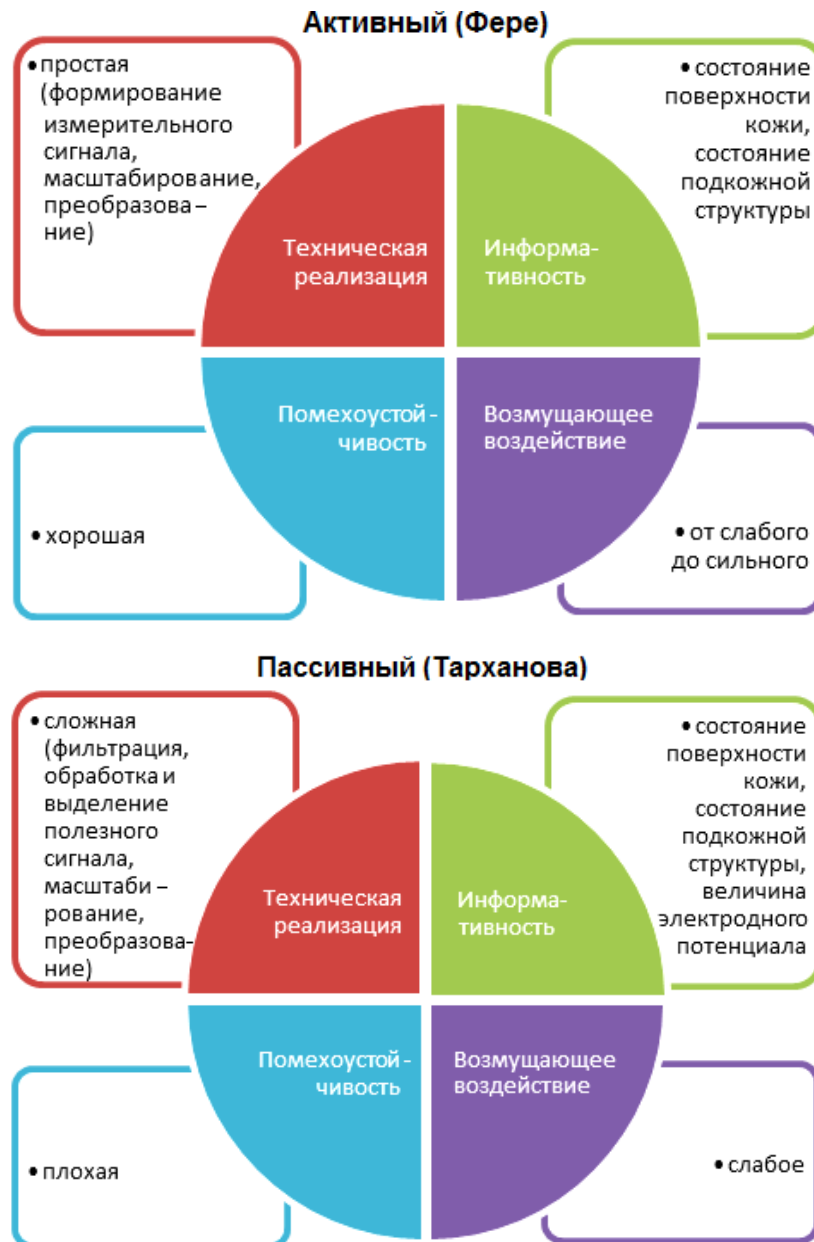 Активный (Фере)
• простая
(формирование
измерительного
сигнала,
масштабирование,
преобразова –
ние)
• состояние
поверхности
кожи,
состояние
подкожной
структуры
Техническая
реализация
Информа-
тивность
Помехоустой -
чивость
Возмущающее
воздействие
• хорошая
• от слабого
до сильного
Пассивный (Тарханова)
• сложная
(фильтрация,
обработка и
выделение
полезного
сигнала,
масштаби –
рование,
преобразова-
ние)
• состояние
поверхности
кожи,
состояние
подкожной
структуры,
величина
электродного
потенциала
Техническая
реализация
Информа-
тивность
Помехоустой -
чивость
Возмущающее
воздействие
• плохая
• слабое